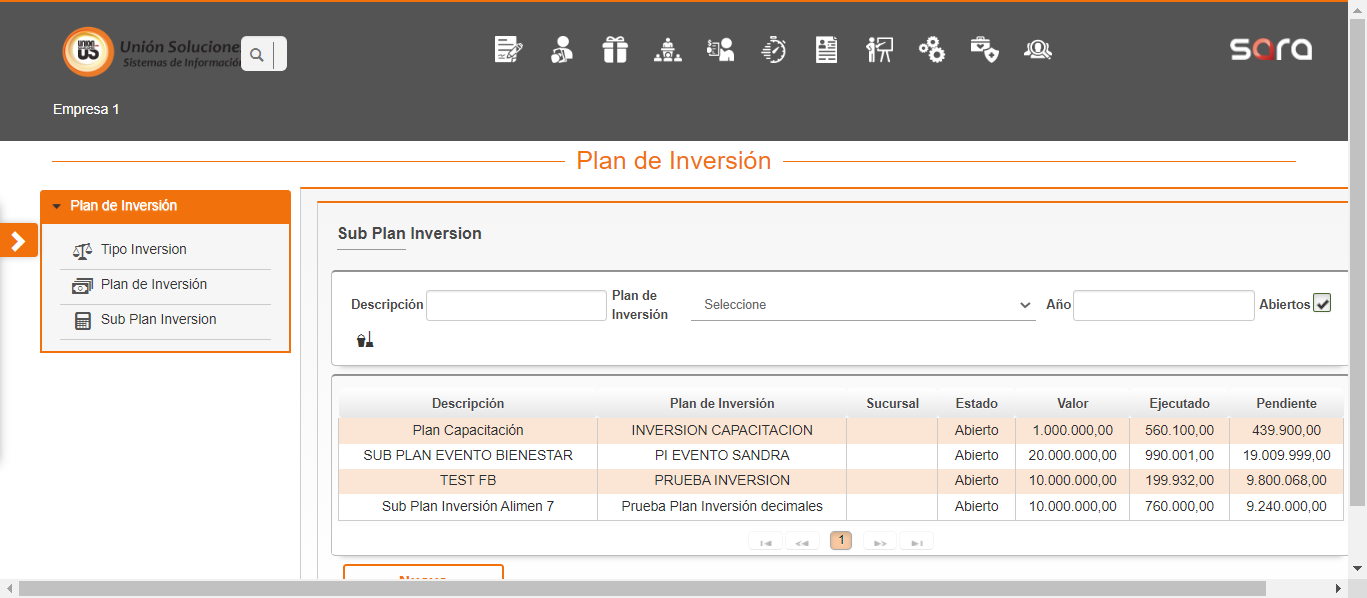 UNION
US
Unión Solucione
Sistemas de Informació
sara
Empresa 1
Plan de Inversión
Plan de Inversión
Tipo Inversion
Plan de Inversión
Sub Plan Inversion
Sub Plan Inversion
Descripción Plan de Inversión Seleccione Año Abiertos
Descripción Plan de Inversión Sucursal Estado Valor Ejecutado Pendiente
Plan Capacitación INVERSION CAPACITACION Abierto 1.000.000,00 560.100,00 439.900,00
SUB PLAN EVENTO BIENESTAR PI EVENTO SANDRA Abierto 20.000.000,00 990.001,00 19.009.999,00
TEST FB PRUEBA INVERSION Abierto 10.000.000,00 199.932,00 9.800.068,00
Sub Plan Inversión Alimen 7 Prueba Plan Inversión decimales Abierto 10.000.000,00 760.000,00 9.240.000,00
1